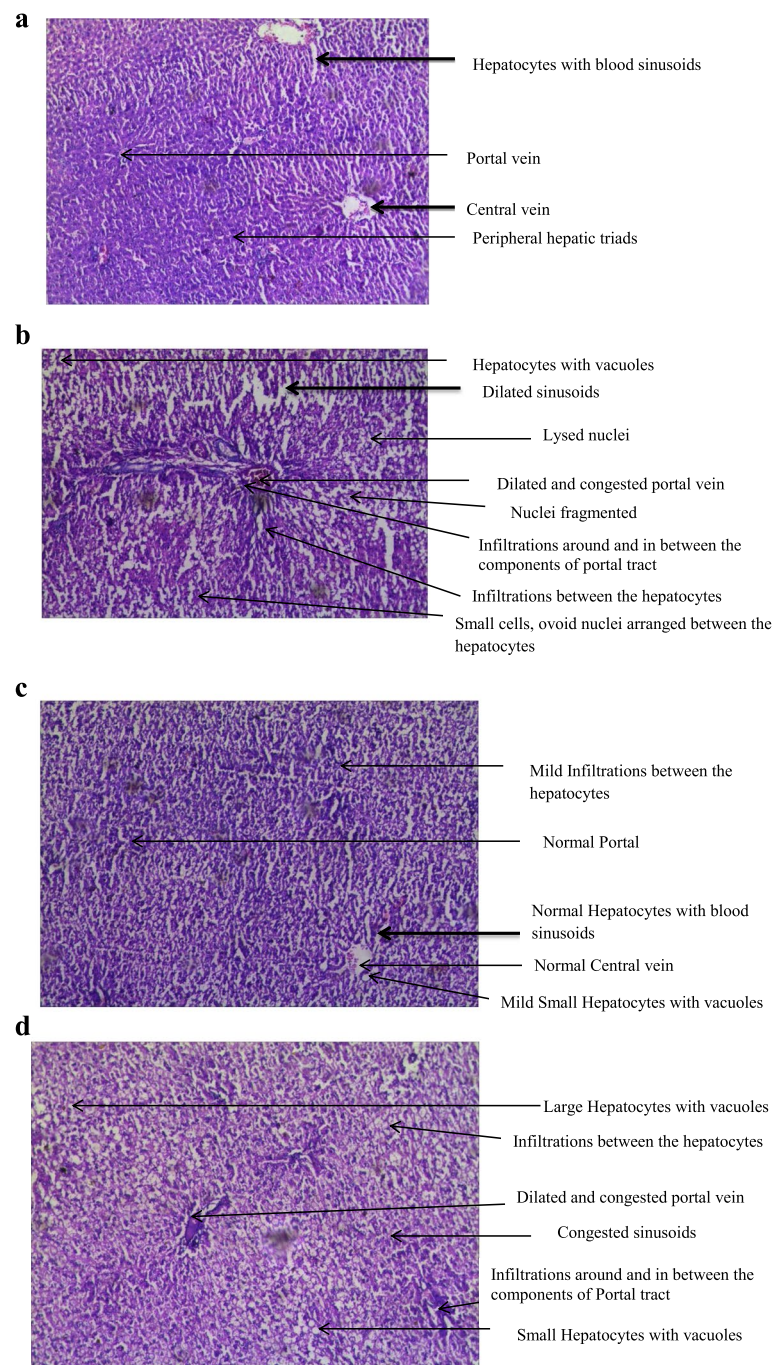 a
Hepatocytes with blood sinusoids
Portal vein
Central vein
Peripheral hepatic triads
b
Hepatocytes with vacuoles
Dilated sinusoids
Lysed nuclei
Dilated and congested portal vein
Nuclei fragmented
Infiltrations around and in between the
components of portal tract
Infiltrations between the hepatocytes
Small cells, ovoid nuclei arranged between the
hepatocytes
c
Mild Infiltrations between the
hepatocytes
Normal Portal
Normal Hepatocytes with blood
sinusoids
Normal Central vein
Mild Small Hepatocytes with vacuoles
d
Large Hepatocytes with vacuoles
Infiltrations between the hepatocytes
Dilated and congested portal vein
Congested sinusoids
Infiltrations around and in between the
components of Portal tract
Small Hepatocytes with vacuoles